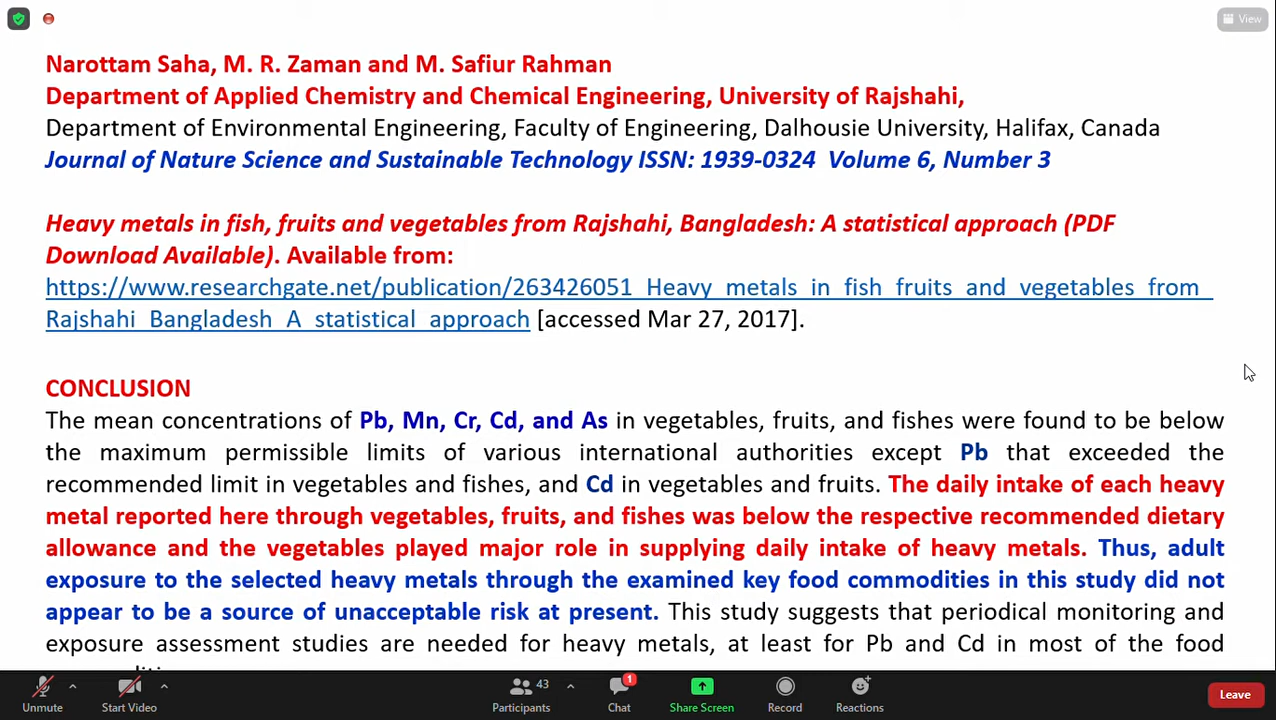 View
Narottam Saha, M. R. Zaman and M. Safiur Rahman
Department of Applied Chemistry and Chemical Engineering, University of Rajshahi,
Department of Environmental Engineering, Faculty of Engineering, Dalhousie University, Halifax, Canada
Journal of Nature Science and Sustainable Technology ISSN: 1939-0324 Volume 6, Number 3
Heavy metals in fish, fruits and vegetables from Rajshahi, Bangladesh: A statistical approach (PDF
Download Available). Available from:
https://www.researchgate.net/publication/263426051_Heavy_metals_in_fish_fruits_and_vegetables_from_
Rajshahi_Bangladesh_A_statistical_approach [accessed Mar 27, 2017].
CONCLUSION
The mean concentrations of Pb, Mn, Cr, Cd, and As in vegetables, fruits, and fishes were found to be below
the maximum permissible limits of various international authorities except Pb that exceeded the
recommended limit in vegetables and fishes, and Cd in vegetables and fruits. The daily intake of each heavy
metal reported here through vegetables, fruits, and fishes was below the respective recommended dietary
allowance and the vegetables played major role in supplying daily intake of heavy metals. Thus, adult
exposure to the selected heavy metals through the examined key food commodities in this study did not
appear to be a source of unacceptable risk at present. This study suggests that periodical monitoring and
exposure assessment studies are needed for heavy metals, at least for Pb and Cd in most of the food
43
1
Unmute
Start Video
Participants
Chat
Share Screen
Record
Reactions
Leave